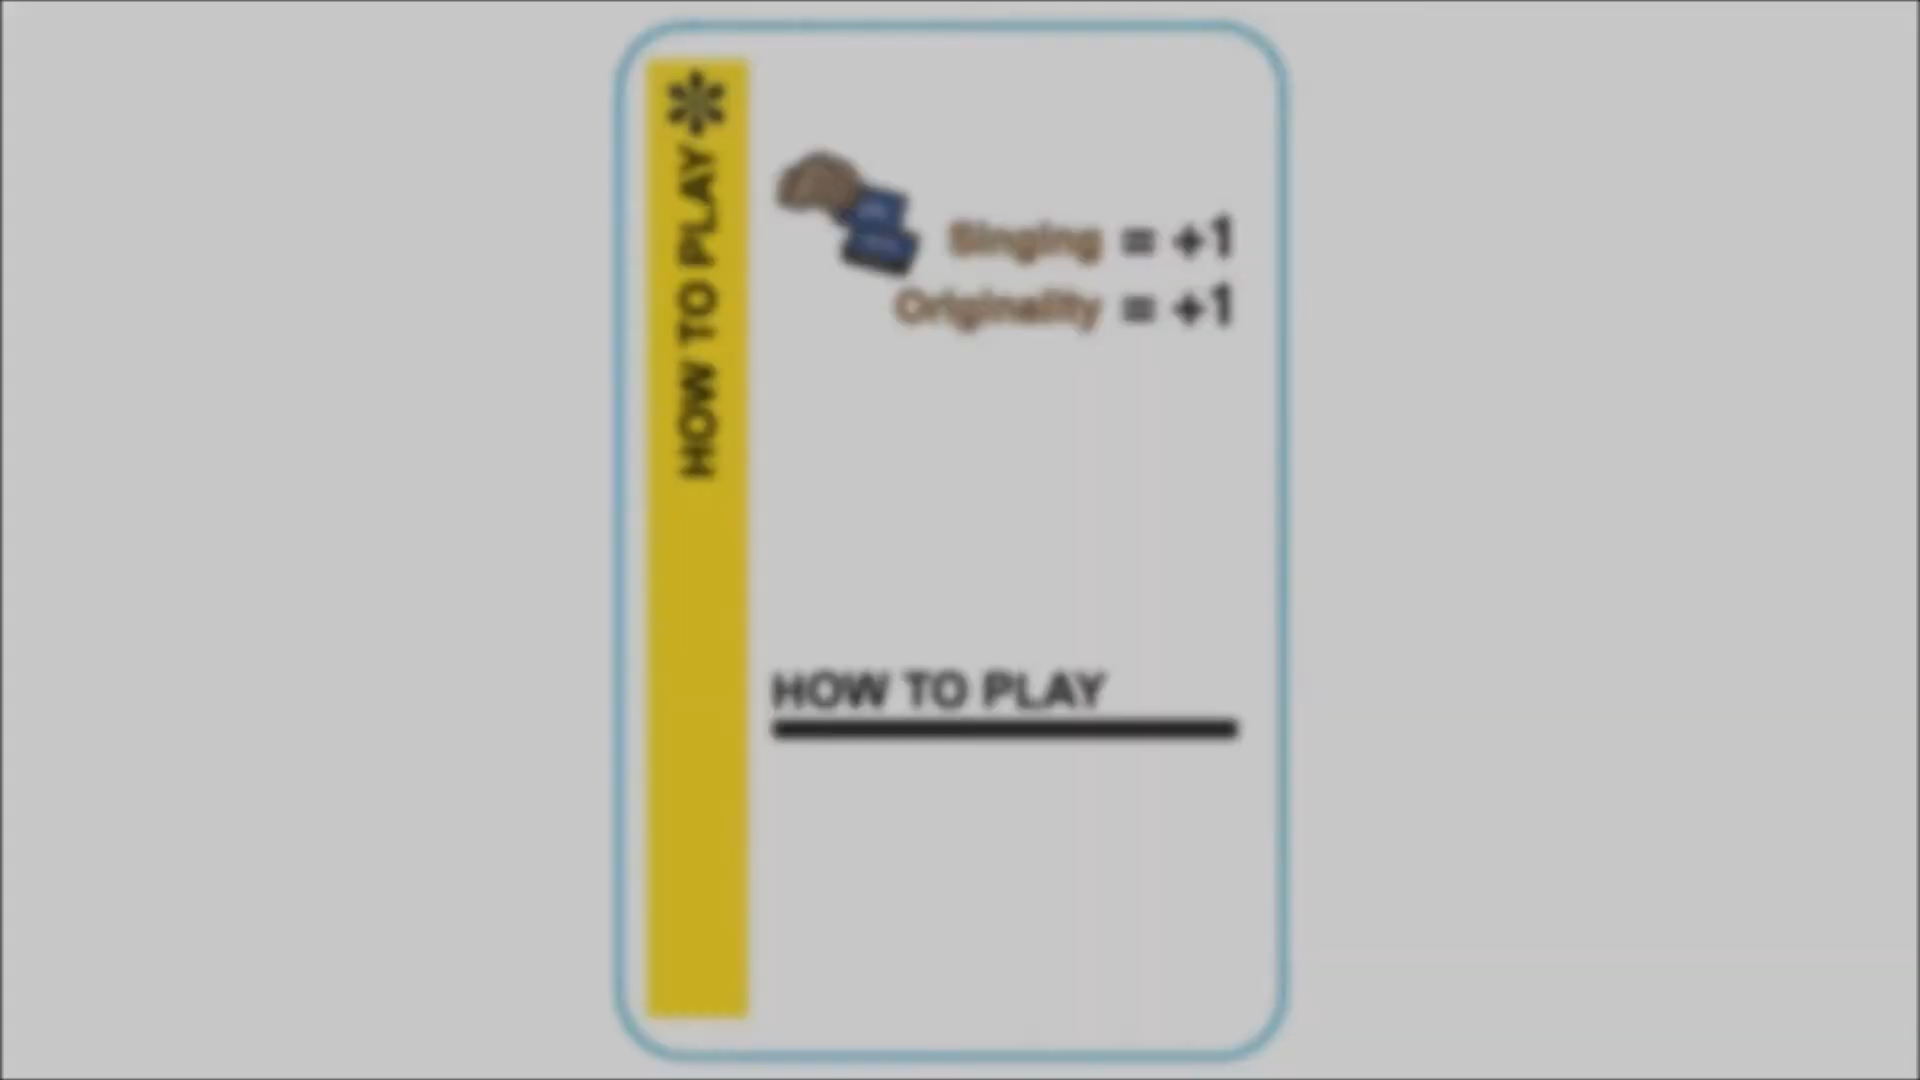 HOW TO PLAY
Singing = +1
Originality = +1
HOW TO PLAY